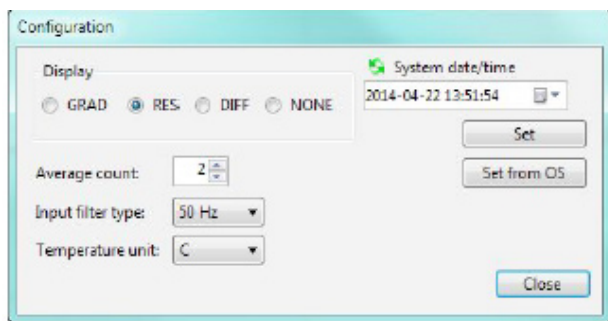 Configuration
Display
GRAD RES DIFF NONE
System date/time
2014-04-22 13:51:54
Set
Set from OS
Average count: 2
Input filter type: 50 Hz
Temperature unit: C
Close